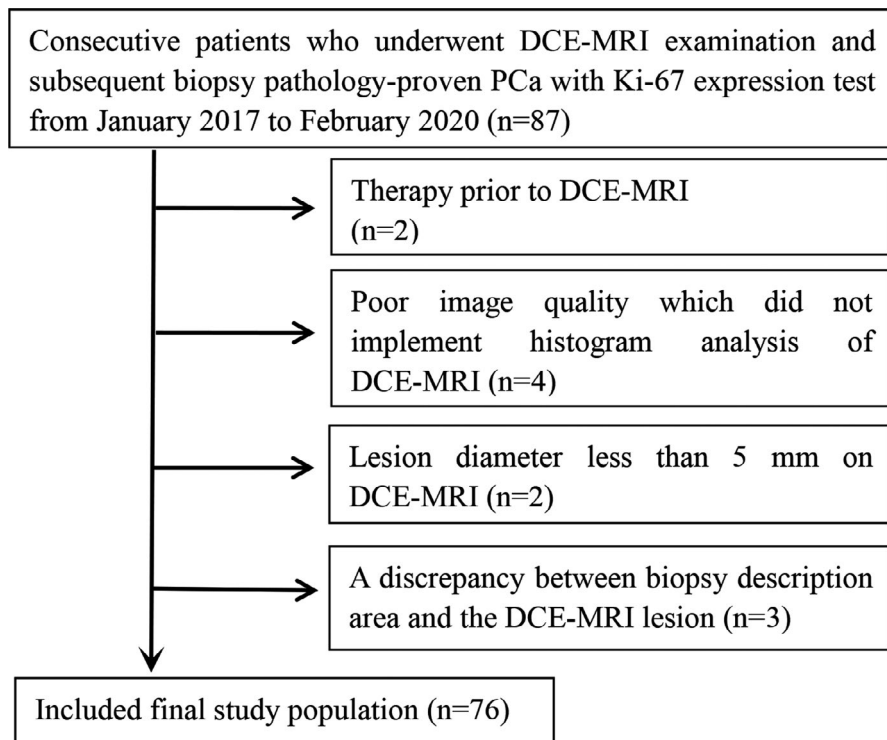 Consecutive patients who underwent DCE-MRI examination and
subsequent biopsy pathology-proven PCa with Ki-67 expression test
from January 2017 to February 2020 (n=87)
Therapy prior to DCE-MRI
(n=2)
Poor image quality which did not
implement histogram analysis of
DCE-MRI (n=4)
Lesion diameter less than 5 mm on
DCE-MRI (n=2)
A discrepancy between biopsy description
area and the DCE-MRI lesion (n=3)
Included final study population (n=76)